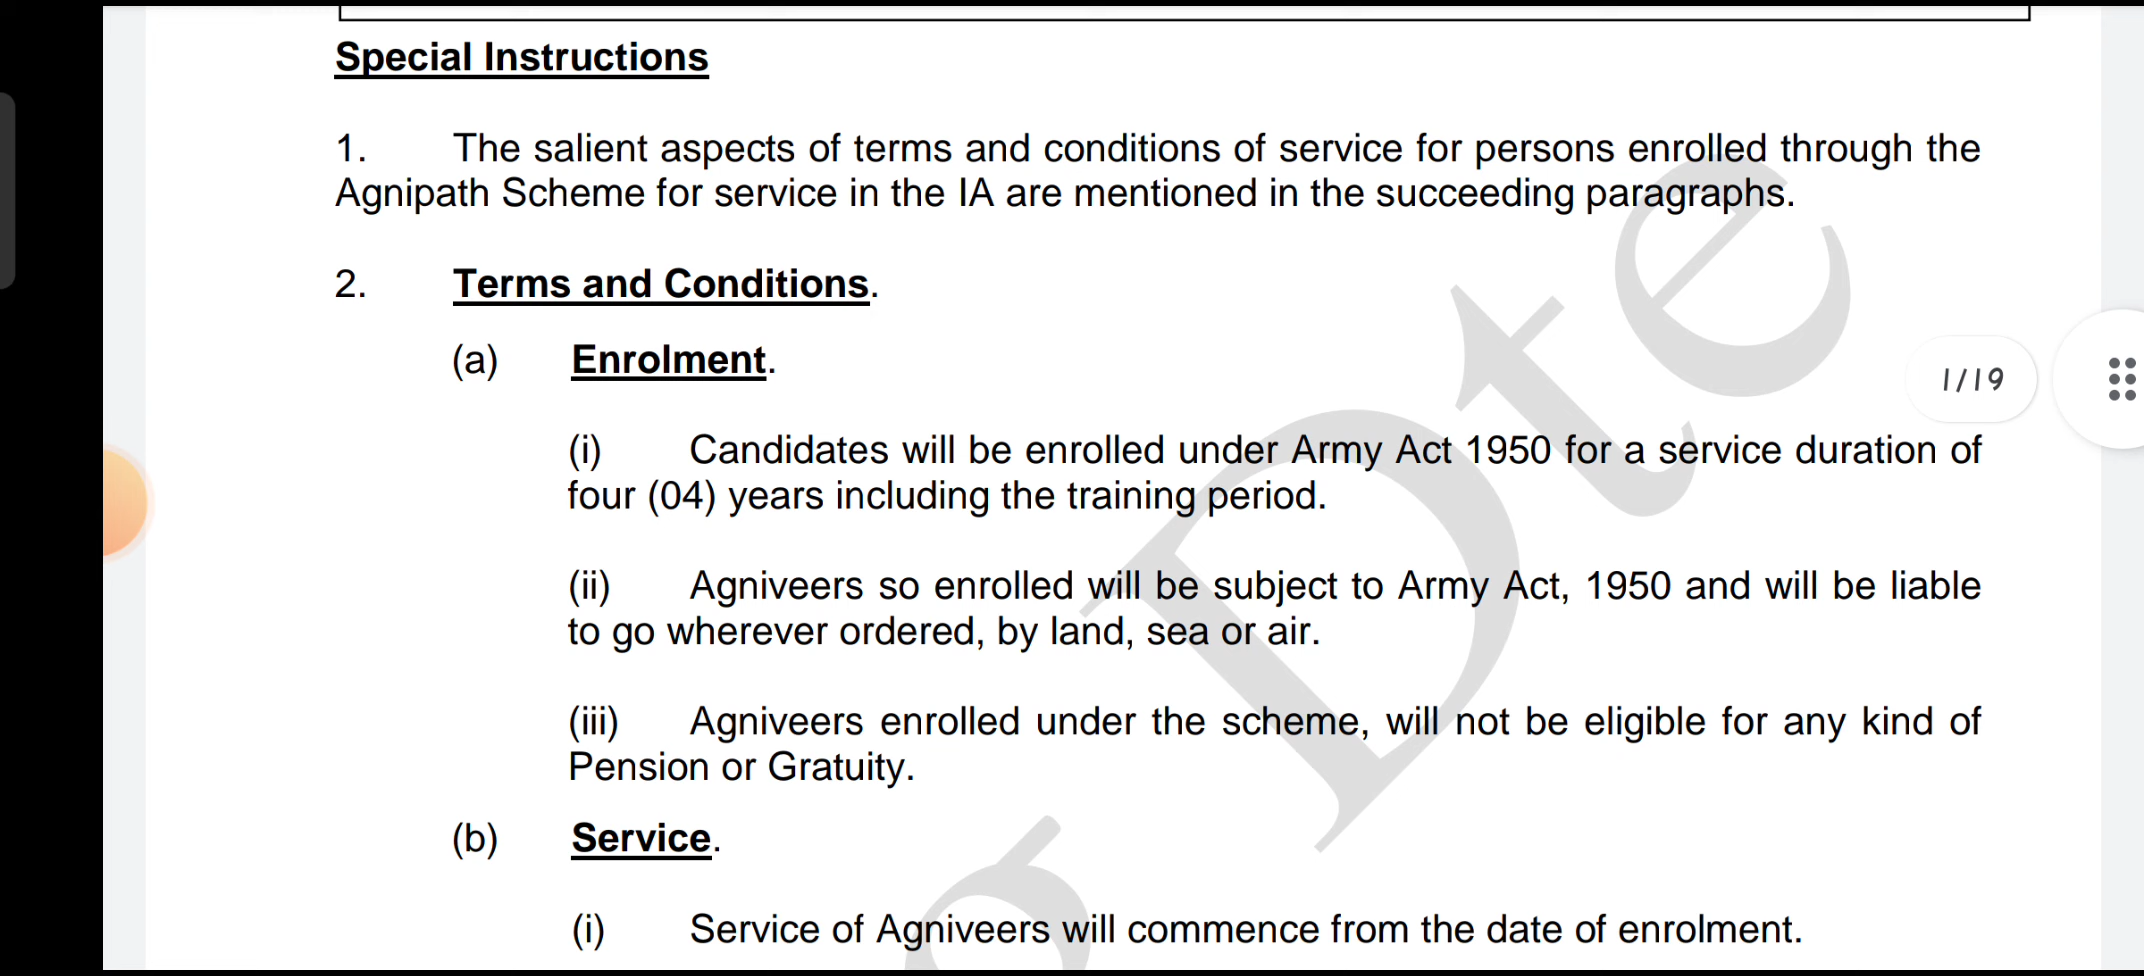 Special Instructions
1. The salient aspects of terms and conditions of service for persons enrolled through the
Agnipath Scheme for service in the IA are mentioned in the succeeding paragraphs.
2. Terms and Conditions.
(a) Enrolment.
1/19
(i) Candidates will be enrolled under Army Act 1950 for a service duration of
four (04) years including the training period.
(ii) Agniveers so enrolled will be subject to Army Act, 1950 and will be liable
to go wherever ordered, by land, sea or air.
(iii) Agniveers enrolled under the scheme, will not be eligible for any kind of
Pension or Gratuity.
(b) Service.
(i) Service of Agniveers will commence from the date of enrolment.
Dte